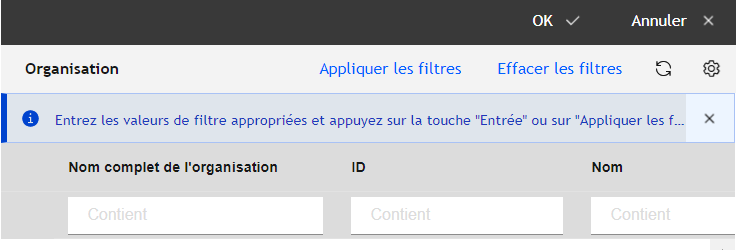 OK Annuler
Organisation Appliquer les filtres Effacer les filtres
Entrez les valeurs de filtre appropriées et appuyez sur la touche "Entrée" ou sur "Appliquer les f...
Nom complet de l'organisation ID Nom
Contient Contient Contient